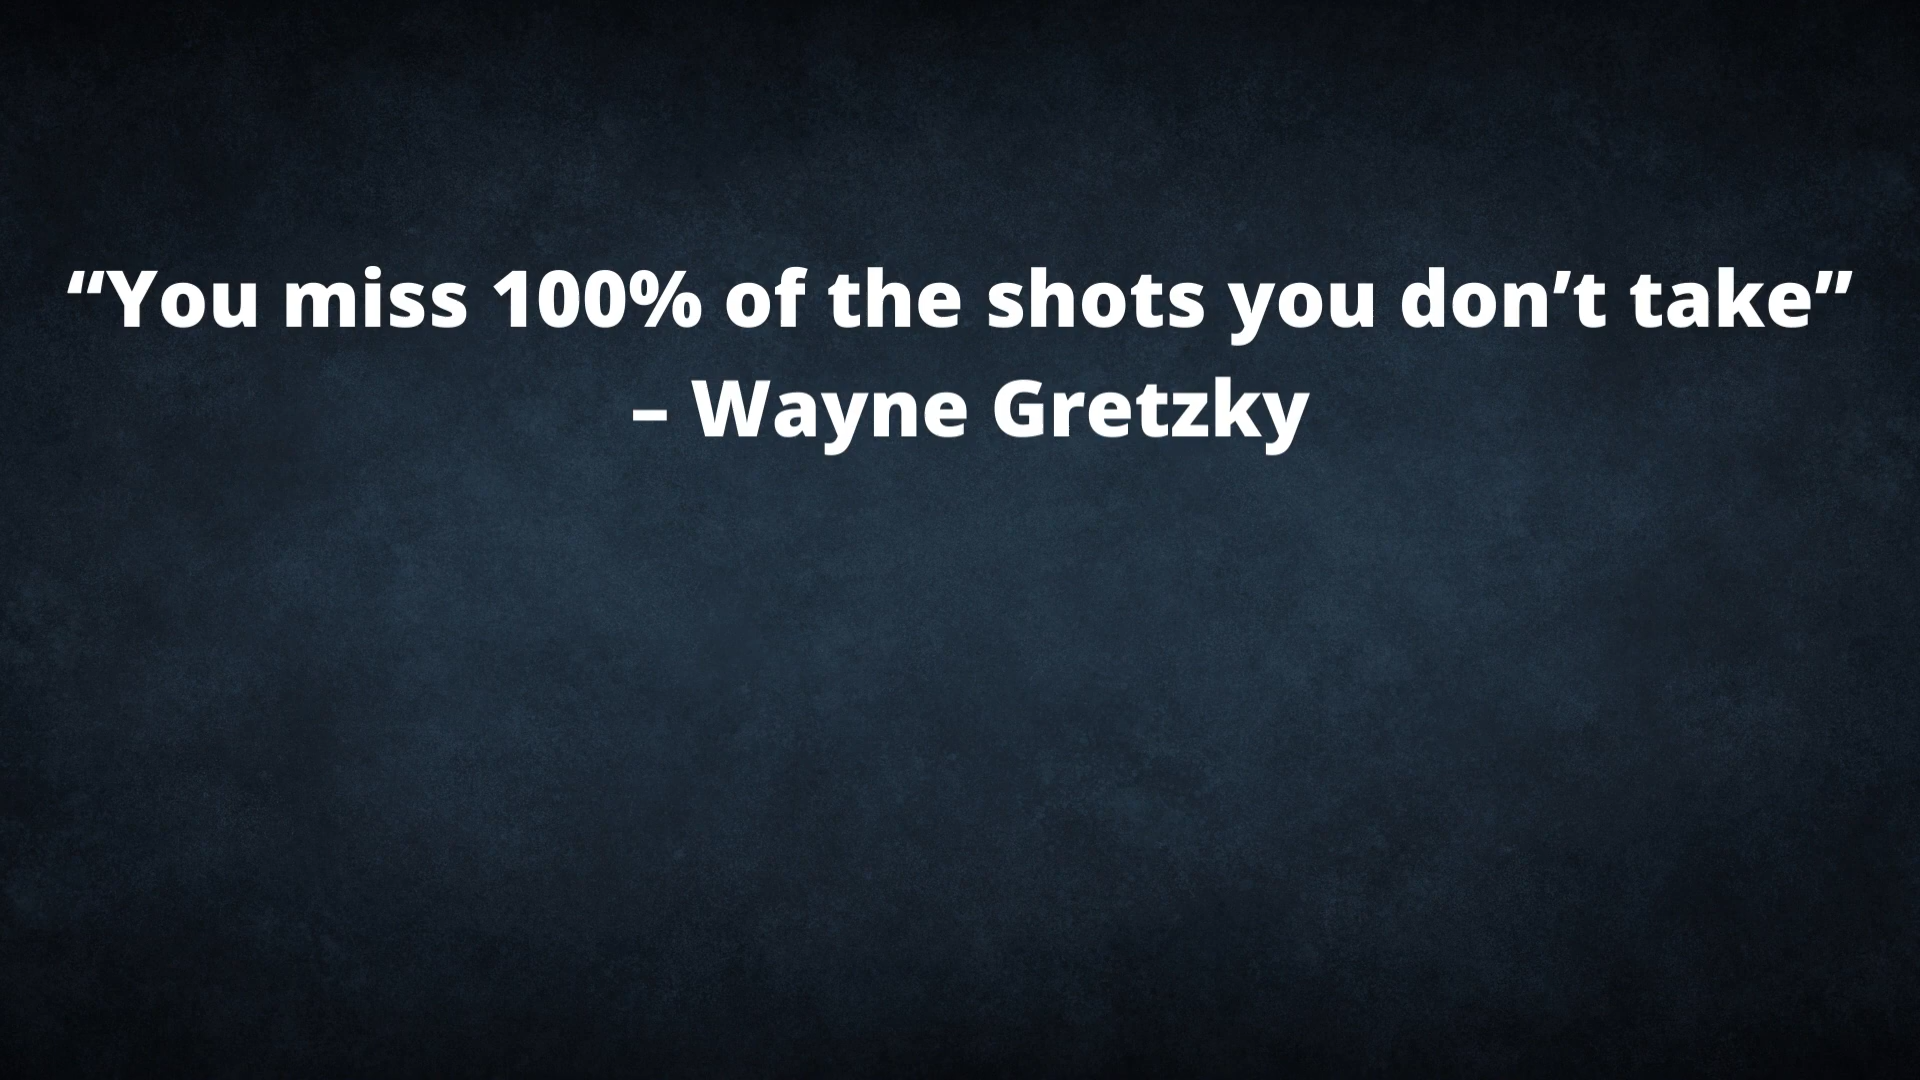 “You miss 100% of the shots you don’t take”
– Wayne Gretzky